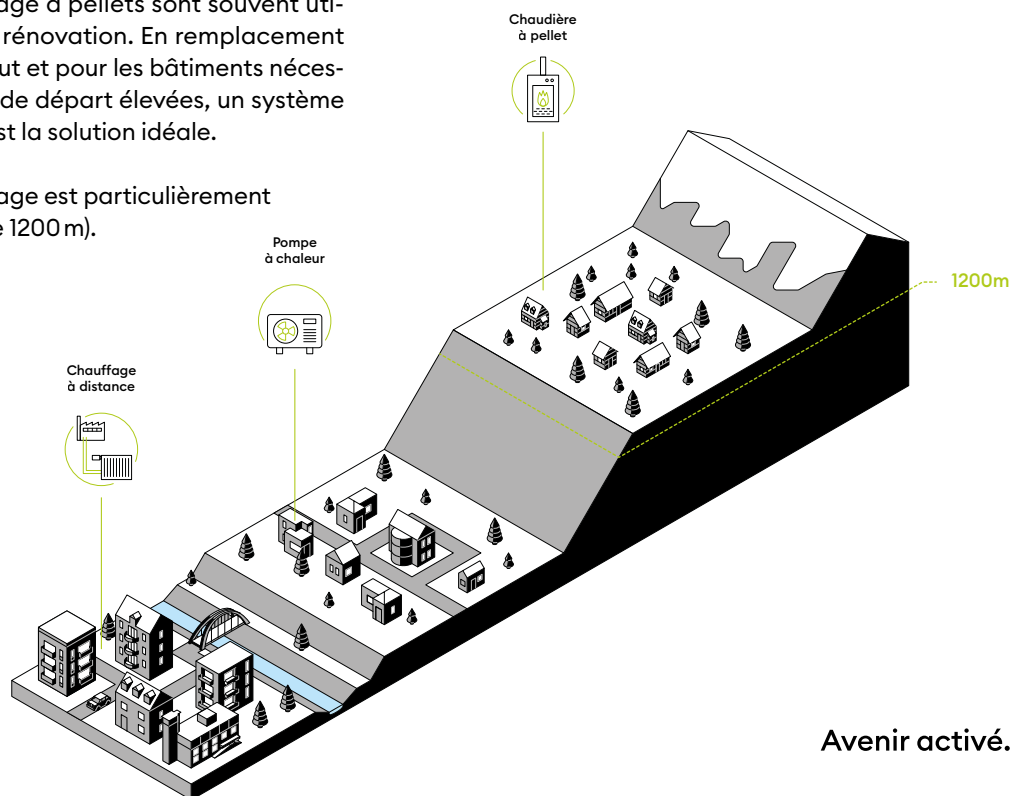 age à pellets sont souvent uti-
rénovation. En remplacement
ut et pour les bâtiments néces-
de départ élevées, un système
st la solution idéale.
age est particulièrement
1200 m).
Chaudière
à pellet
Pompe
à chaleur
1200m
Chauffage
à distance
Avenir activé.